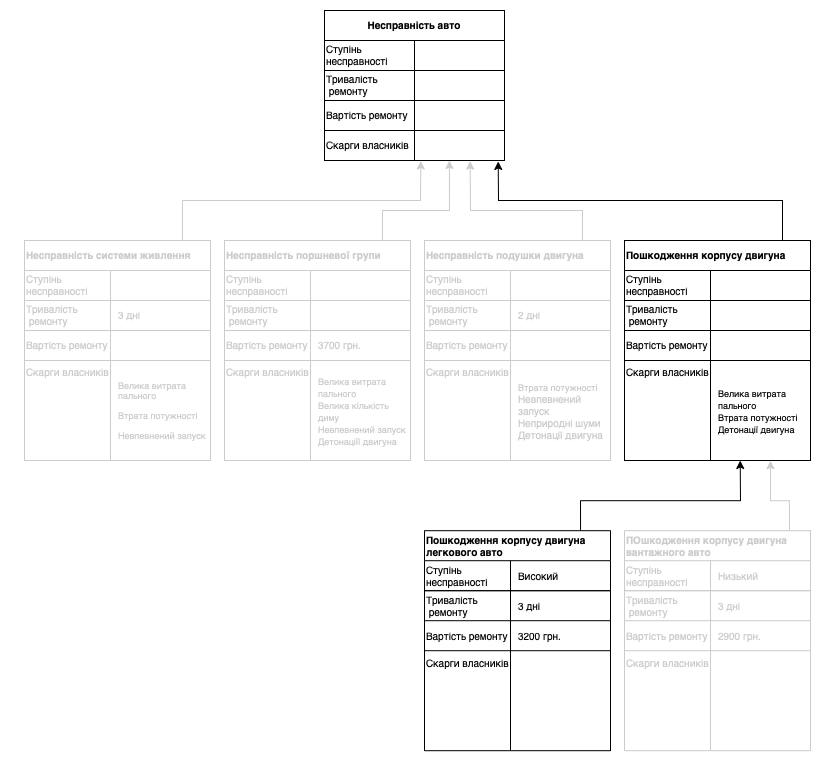 Несправність авто
Ступінь
несправності
Тривалість
ремонту
Вартість ремонту
Скарги власників
Несправність системи живлення
Ступінь
несправності
Тривалість
ремонту
3 дні
Вартість ремонту
Скарги власників
Велика витрата
пального
Втрата потужності
Невпевнений запуск
Несправність поршневої групи
Ступінь
несправності
Тривалість
ремонту
Вартість ремонту
3700 грн.
Скарги власників
Велика витрата
пального
Велика кількість
диму
Невпевнений запуск
Детонації двигуна
Несправність подушки двигуна
Ступінь
несправності
Тривалість
ремонту
2 дні
Вартість ремонту
Скарги власників
Втрата потужності
Невпевнений
запуск
Неприродні шуми
Детонації двигуна
Пошкодження корпусу двигуна
Ступінь
несправності
Тривалість
ремонту
Вартість ремонту
Скарги власників
Велика витрата
пального
Втрата потужності
Детонації двигуна
Пошкодження корпусу двигуна
легкового авто
Ступінь
несправності
Високий
Тривалість
ремонту
3 дні
Вартість ремонту
3200 грн.
Скарги власників
ПОшкодження корпусу двигуна
вантажного авто
Ступінь
несправності
Низький
Тривалість
ремонту
3 дні
Вартість ремонту
2900 грн.
Скарги власників